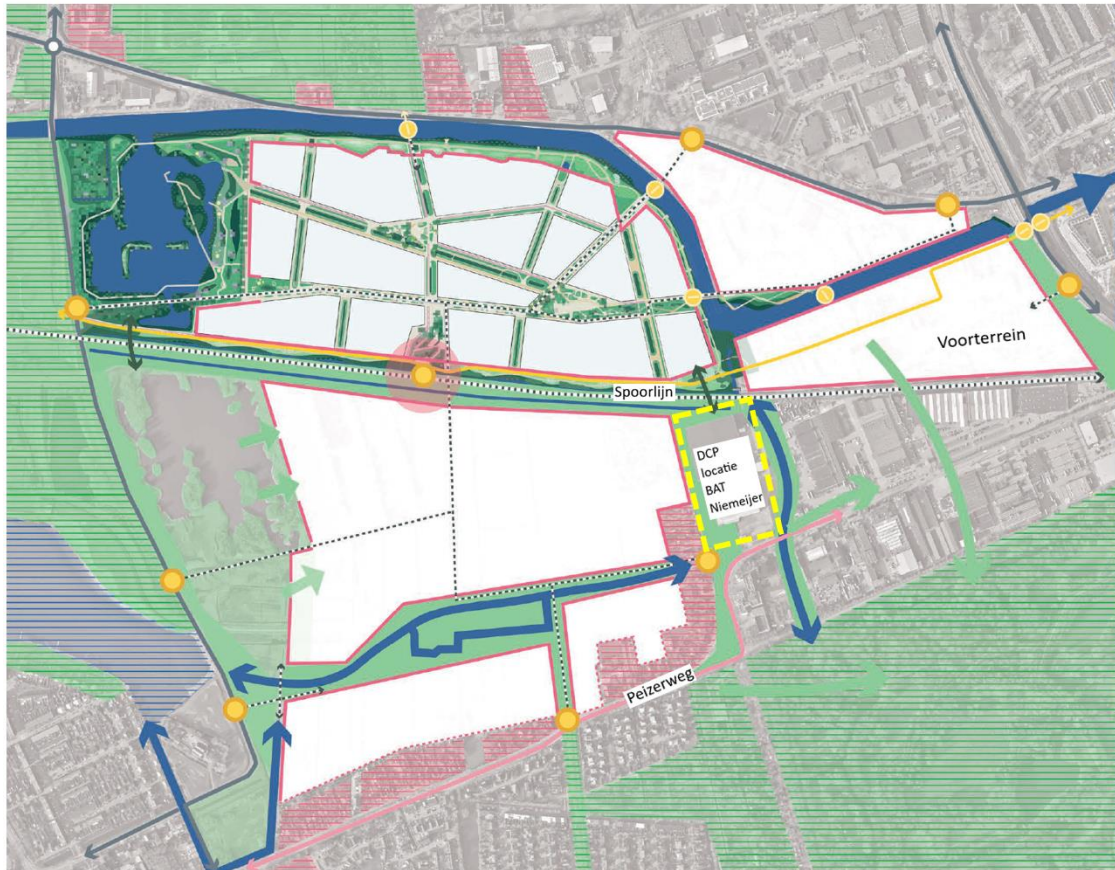 Voorterrein
Spoorlijn
DCP
locatie
BAT
Niemeijer
Peizerweg